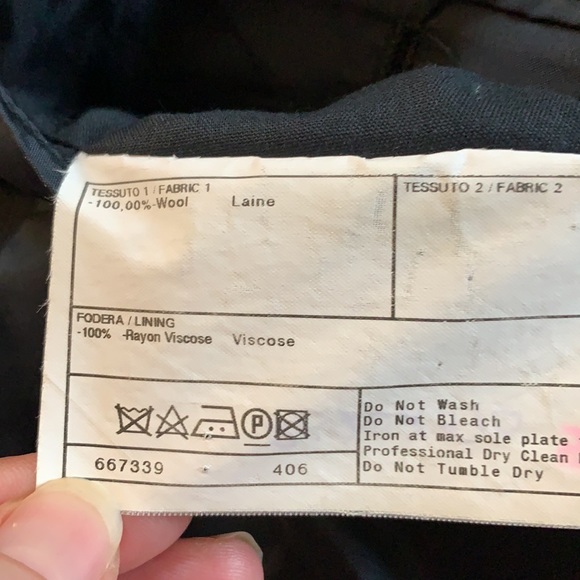 TESSUTO 1 / FABRIC 1
-100,00%-Wool Laine
TESSUTO 2 / FABRIC 2
FODERA / LINING
-100% -Rayon Viscose Viscose
P
667339 406
Do Not Wash
Do Not Bleach
Iron at max sole plate
Professional Dry Clean
Do Not Tumble Dry